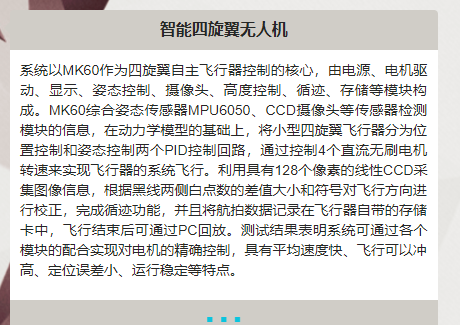 智能四旋翼无人机
系统以MK60作为四旋翼自主飞行器控制的核心，由电源、电机驱
动、显示、姿态控制、摄像头、高度控制、循迹、存储等模块构
成。MK60综合姿态传感器MPU6050、CCD摄像头等传感器检测
模块的信息，在动力学模型的基础上，将小型四旋翼飞行器分为位
置控制和姿态控制两个PID控制回路，通过控制4个直流无刷电机
转速来实现飞行器的系统飞行。利用具有128个像素的线性CCD采
集图像信息，根据黑线两侧白点数的差值大小和符号对飞行方向进
行校正，完成循迹功能，并且将航拍数据记录在飞行器自带的存储
卡中，飞行结束后可通过PC回放。测试结果表明系统可通过各个
模块的配合实现对电机的精确控制，具有平均速度快、飞行可以冲
高、定位误差小、运行稳定等特点。